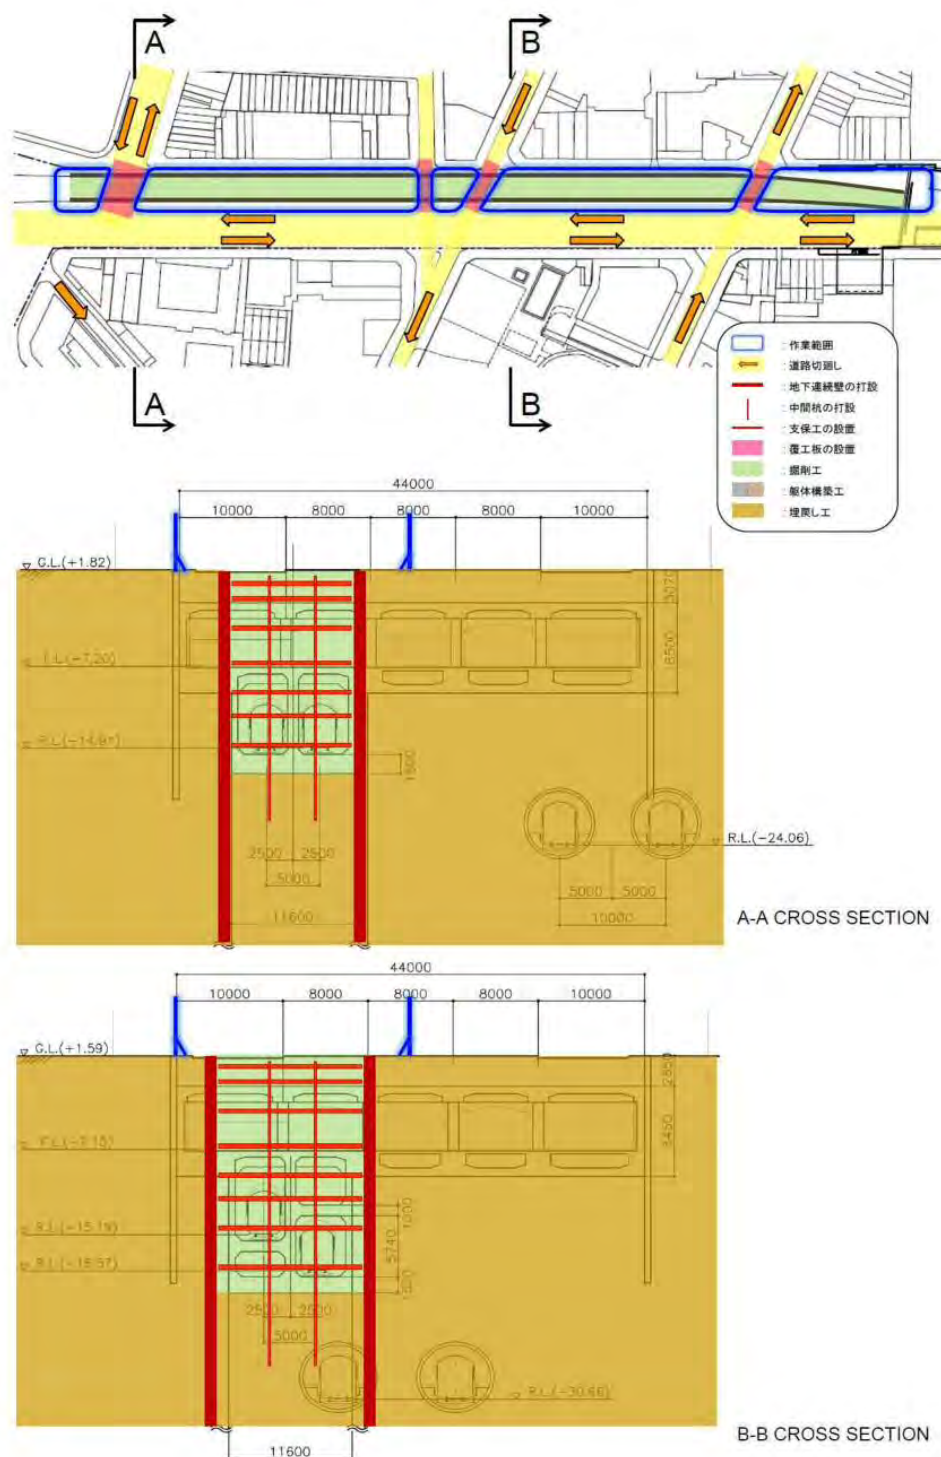 A
B
A
B
: 作業範囲
: 道路切廻し
: 地下連続壁の打設
: 中間杭の打設
: 支保工の設置
: 覆工板の設置
: 掘削工
: 躯体構築工
: 埋戻し工
44000
10000 8000 8000 8000 10000
G.L.(+1.82)
R.L.(-24.06)
2500 2500
5000
5000 5000
10000
11600
A-A CROSS SECTION
44000
10000 8000 8000 8000 10000
G.L.(+1.59)
5740
2500 2500
5000
R.L.(-30.66)
11600
B-B CROSS SECTION